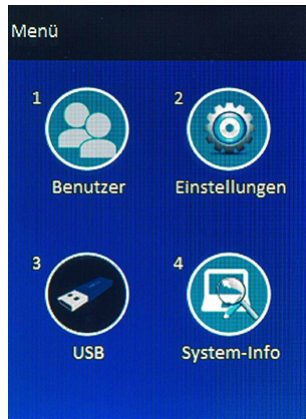 Menü
1
2
Benutzer
Einstellungen
3
4
USB
System-Info